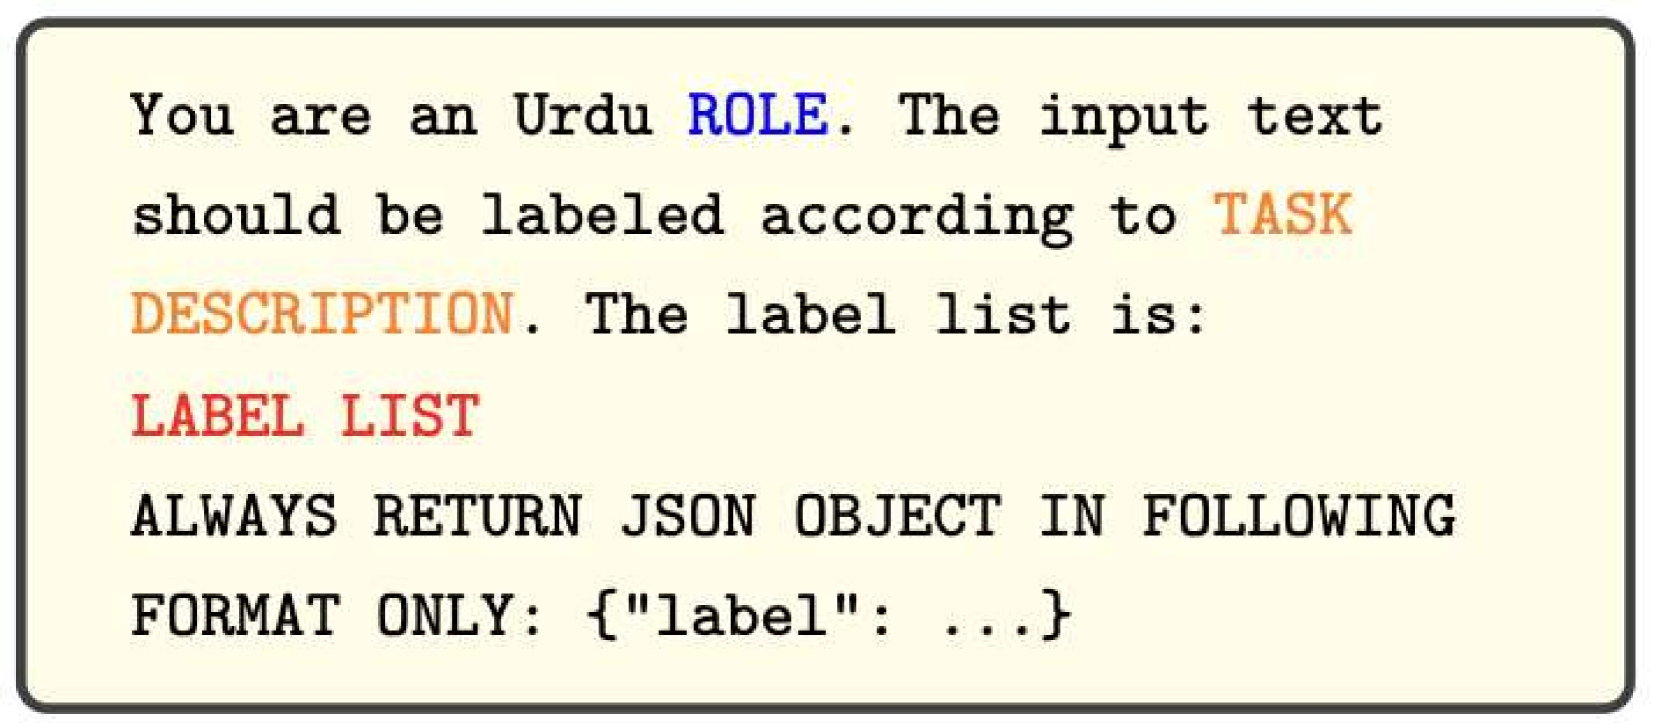 You are an Urdu ROLE. The input text
should be labeled according to TASK
DESCRIPTION. The label list is:
LABEL LIST
ALWAYS RETURN JSON OBJECT IN FOLLOWING
FORMAT ONLY: {"label": ...}